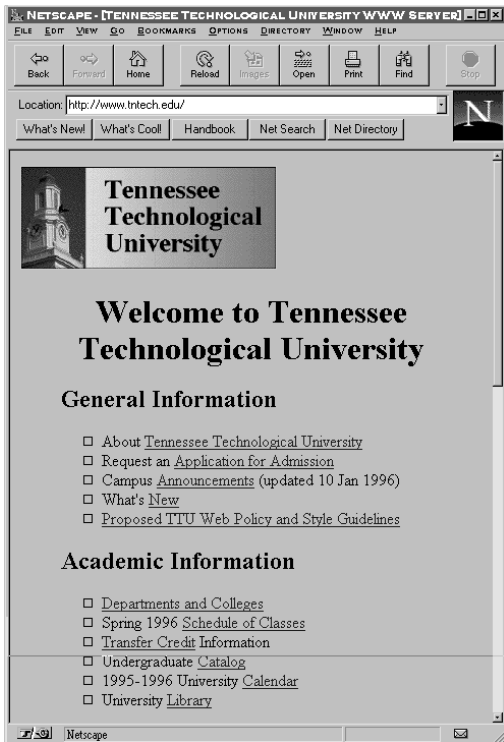 NETSCAPE - [TENNESSEE TECHNOLOGICAL UNIVERSITY WWW SERVER]
FILE EDIT VIEW GO BOOKMARKS OPTIONS DIRECTORY WINDOW HELP
Back Forward Home Reload Images Open Print Find Stop
Location: http://www.tntech.edu/
N
What's New! What's Cool! Handbook Net Search Net Directory
Tennessee
Technological
University
Welcome to Tennessee
Technological University
General Information
About Tennessee Technological University
Request an Application for Admission
Campus Announcements (updated 10 Jan 1996)
What's New
Proposed TTU Web Policy and Style Guidelines
Academic Information
Departments and Colleges
Spring 1996 Schedule of Classes
Transfer Credit Information
Undergraduate Catalog
1995-1996 University Calendar
University Library
Netscape